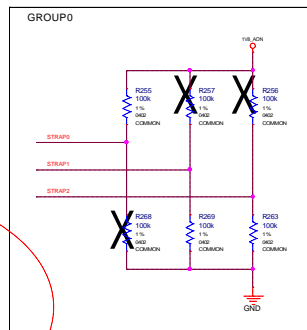 GROUP0
1V8_AON
R255
100k
1%
0402
COMMON
R257
100k
1%
0402
COMMON
R256
100k
1%
0402
COMMON
STRAP0
STRAP1
STRAP2
R268
100k
1%
0402
COMMON
R269
100k
1%
0402
COMMON
R263
100k
1%
0402
COMMON
GND